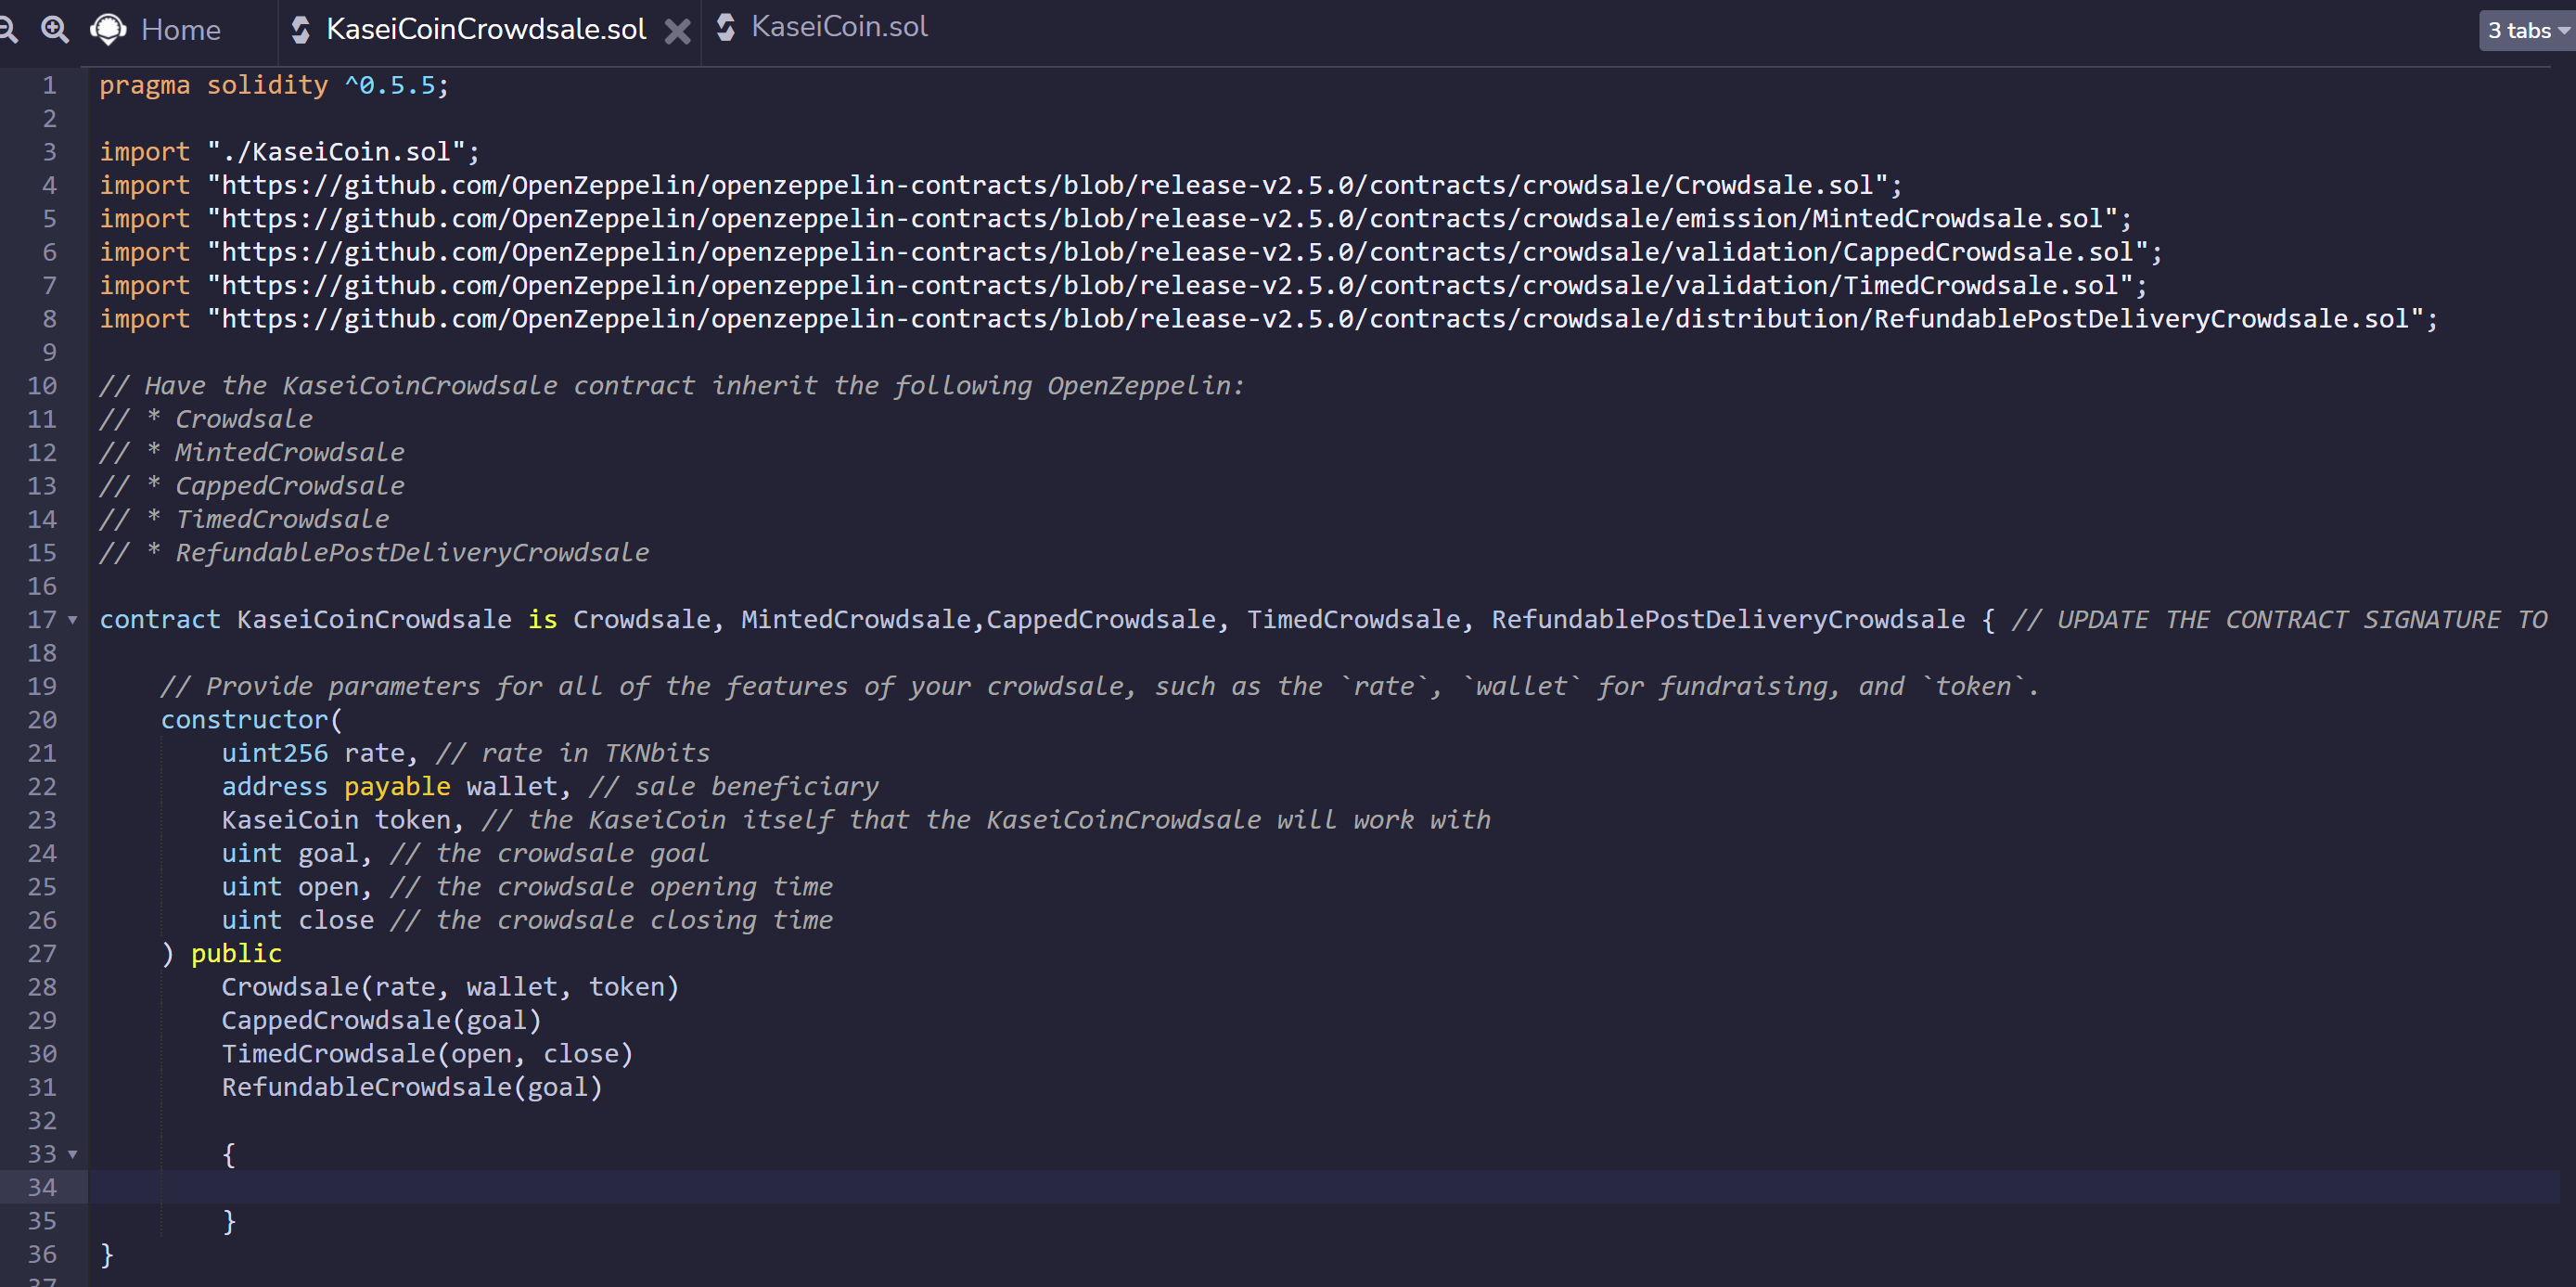 Home KaseiCoinCrowdsale.sol KaseiCoin.sol 3 tabs
1 pragma solidity ^0.5.5;
2
3 import "./KaseiCoin.sol";
4 import "https://github.com/OpenZeppelin/openzeppelin-contracts/blob/release-v2.5.0/contracts/crowdsale/Crowdsale.sol";
5 import "https://github.com/OpenZeppelin/openzeppelin-contracts/blob/release-v2.5.0/contracts/crowdsale/emission/MintedCrowdsale.sol";
6 import "https://github.com/OpenZeppelin/openzeppelin-contracts/blob/release-v2.5.0/contracts/crowdsale/validation/CappedCrowdsale.sol";
7 import "https://github.com/OpenZeppelin/openzeppelin-contracts/blob/release-v2.5.0/contracts/crowdsale/validation/TimedCrowdsale.sol";
8 import "https://github.com/OpenZeppelin/openzeppelin-contracts/blob/release-v2.5.0/contracts/crowdsale/distribution/RefundablePostDeliveryCrowdsale.sol";
9
10 // Have the KaseiCoinCrowdsale contract inherit the following OpenZeppelin:
11 // * Crowdsale
12 // * MintedCrowdsale
13 // * CappedCrowdsale
14 // * TimedCrowdsale
15 // * RefundablePostDeliveryCrowdsale
16
17 contract KaseiCoinCrowdsale is Crowdsale, MintedCrowdsale,CappedCrowdsale, TimedCrowdsale, RefundablePostDeliveryCrowdsale { // UPDATE THE CONTRACT SIGNATURE TO
18
19 // Provide parameters for all of the features of your crowdsale, such as the `rate`, `wallet` for fundraising, and `token`.
20 constructor(
21 uint256 rate, // rate in TKNbits
22 address payable wallet, // sale beneficiary
23 KaseiCoin token, // the KaseiCoin itself that the KaseiCoinCrowdsale will work with
24 uint goal, // the crowdsale goal
25 uint open, // the crowdsale opening time
26 uint close // the crowdsale closing time
27 ) public
28 Crowdsale(rate, wallet, token)
29 CappedCrowdsale(goal)
30 TimedCrowdsale(open, close)
31 RefundableCrowdsale(goal)
32
33 {
34
35 }
36 }
37